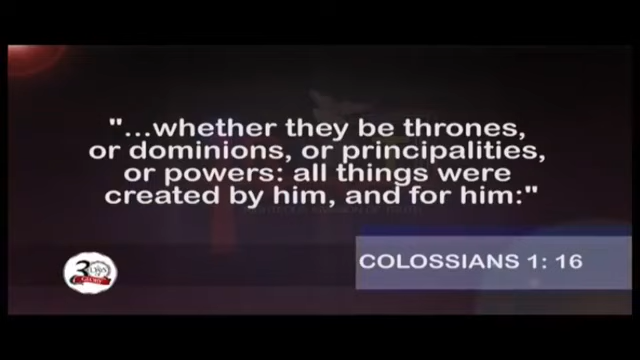 "...whether they be thrones,
or dominions, or principalities,
or powers: all things were
created by him, and for him:"
COLOSSIANS 1: 16